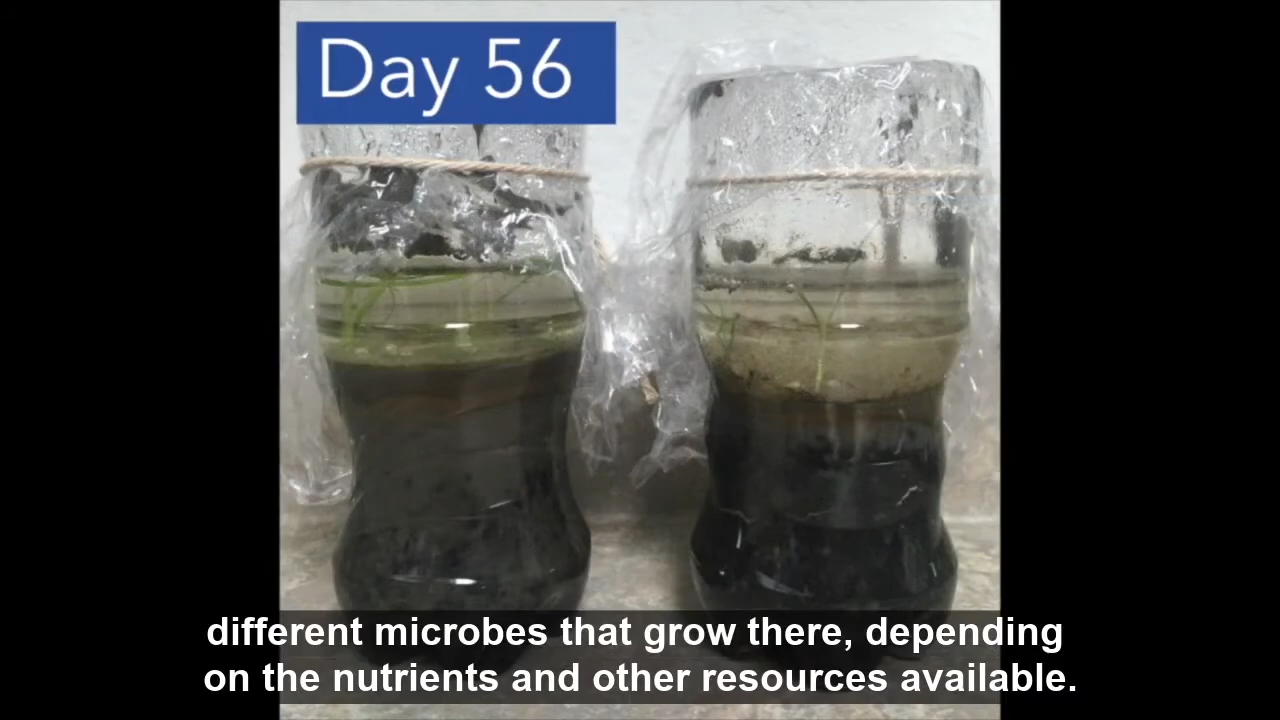 Day 56
different microbes that grow there, depending
on the nutrients and other resources available.